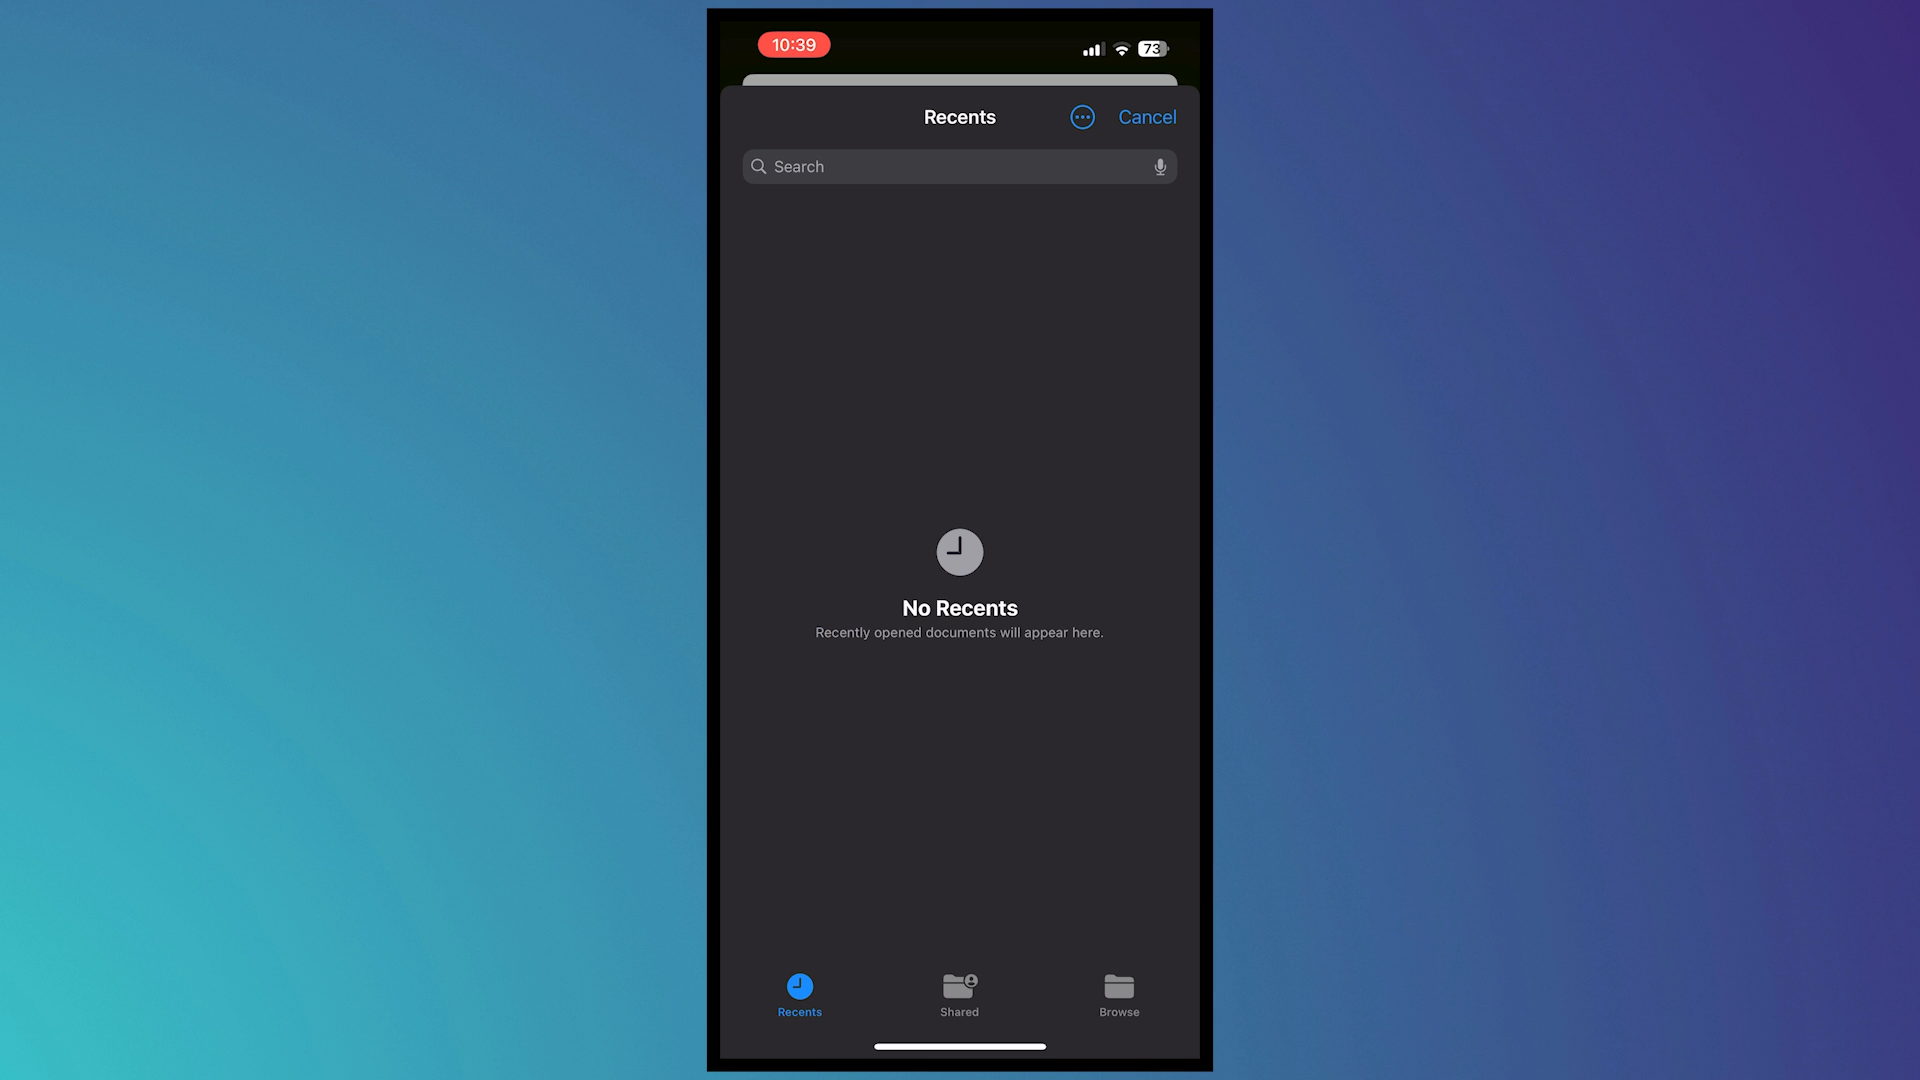 10:39
73
Recents
Cancel
Search
No Recents
Recently opened documents will appear here.
Recents
Shared
Browse